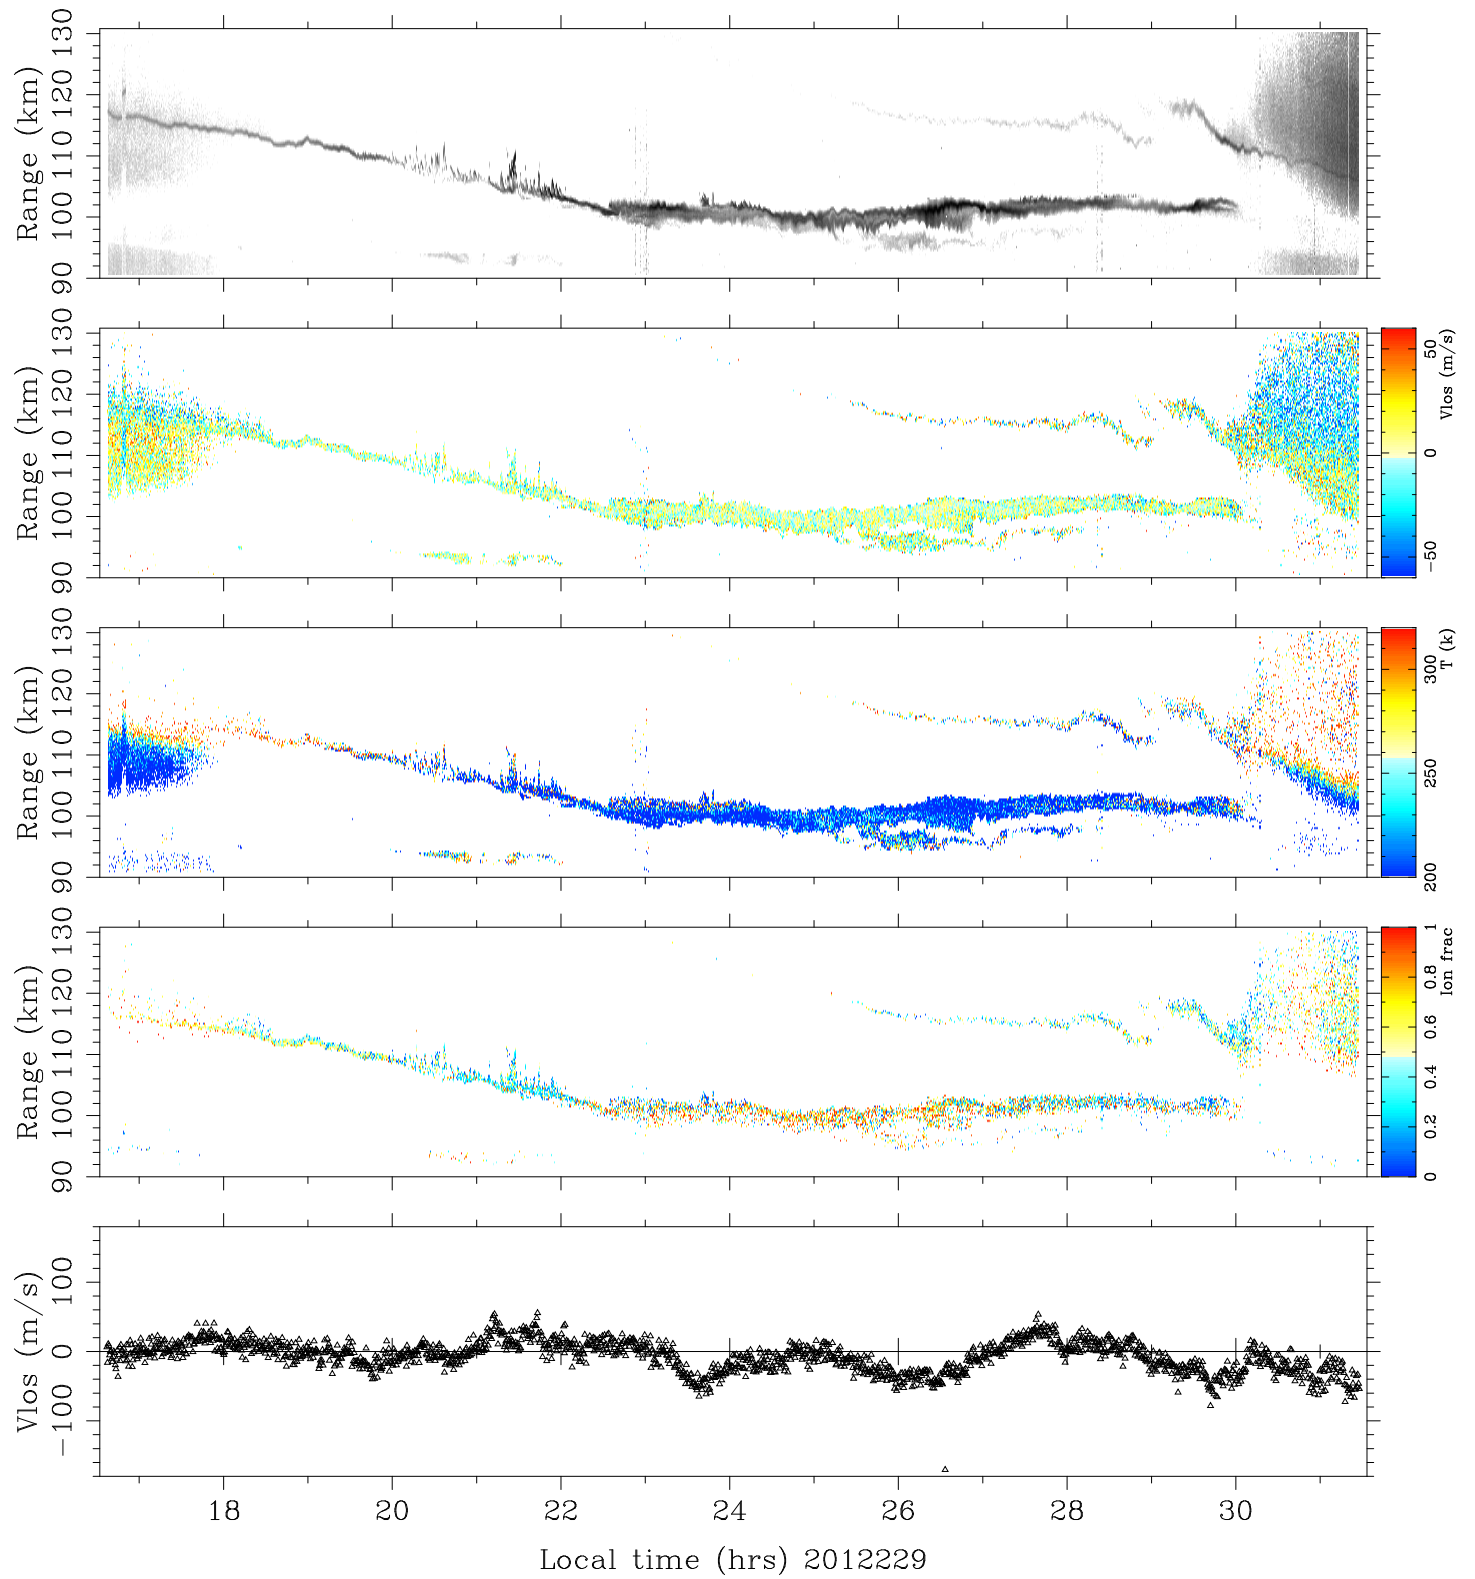 Range (km)
90 100 110 120 130
Range (km)
90 100 110 120 130
−50 0 50
Vlos (m/s)
Range (km)
90 100 110 120 130
200 250 300
T (k)
Range (km)
90 100 110 120 130
0 0.2 0.4 0.6 0.8 1
Ion frac
Vlos (m/s)
−100 0 100
18 20 22 24 26 28 30
Local time (hrs) 2012229